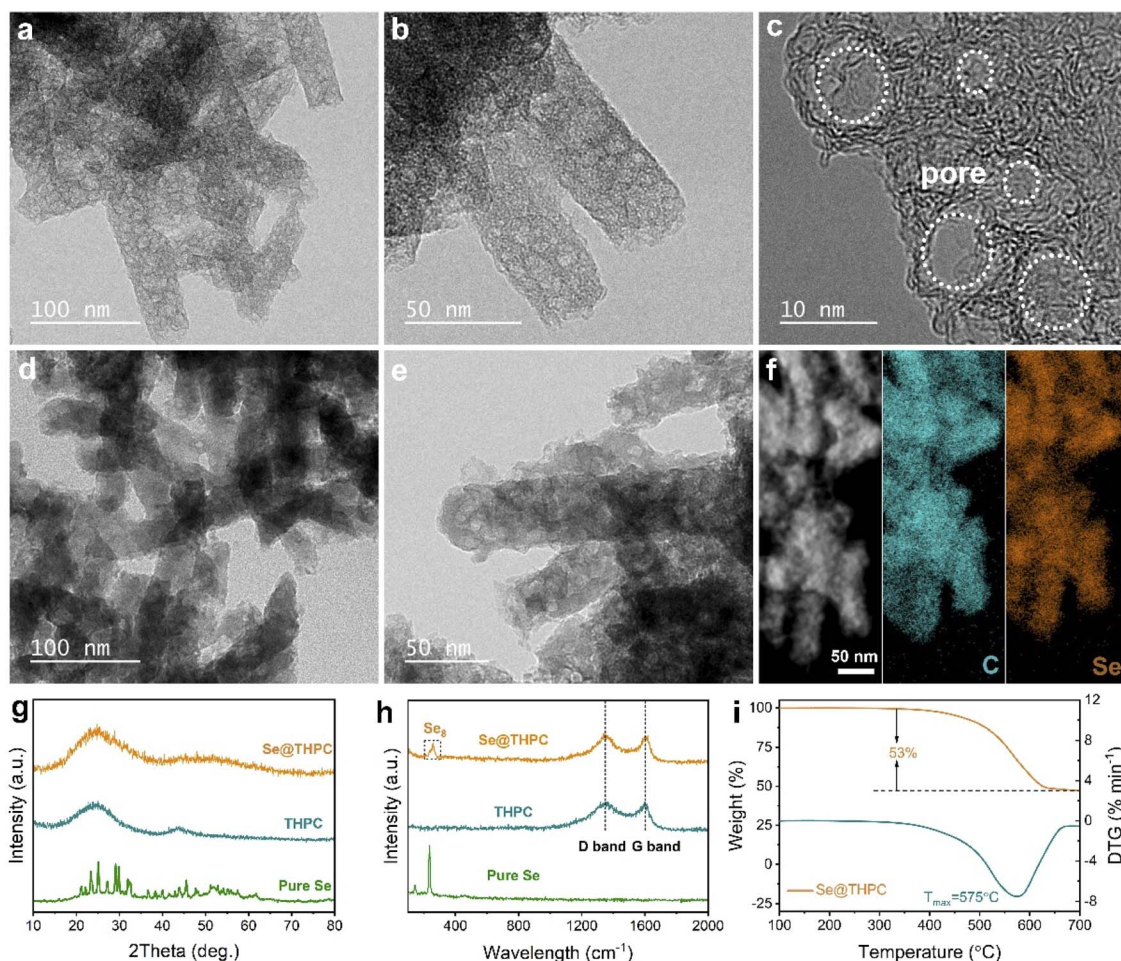 a
b
c
pore
100 nm
50 nm
10 nm
d
e
f
100 nm
50 nm
50 nm
C
Se
g
Se@THPC
THPC
Pure Se
Intensity (a.u.)
10 20 30 40 50 60 70 80
2Theta (deg.)
h
Se₈
Se@THPC
THPC
D band G band
Pure Se
Intensity (a.u.)
400 800 1200 1600 2000
Wavelength (cm⁻¹)
i
100
75
50
25
0
-25
Weight (%)
53%
12
8
4
0
-4
-8
DTG (% min⁻¹)
Se@THPC
Tmax=575°C
100 200 300 400 500 600 700
Temperature (°C)